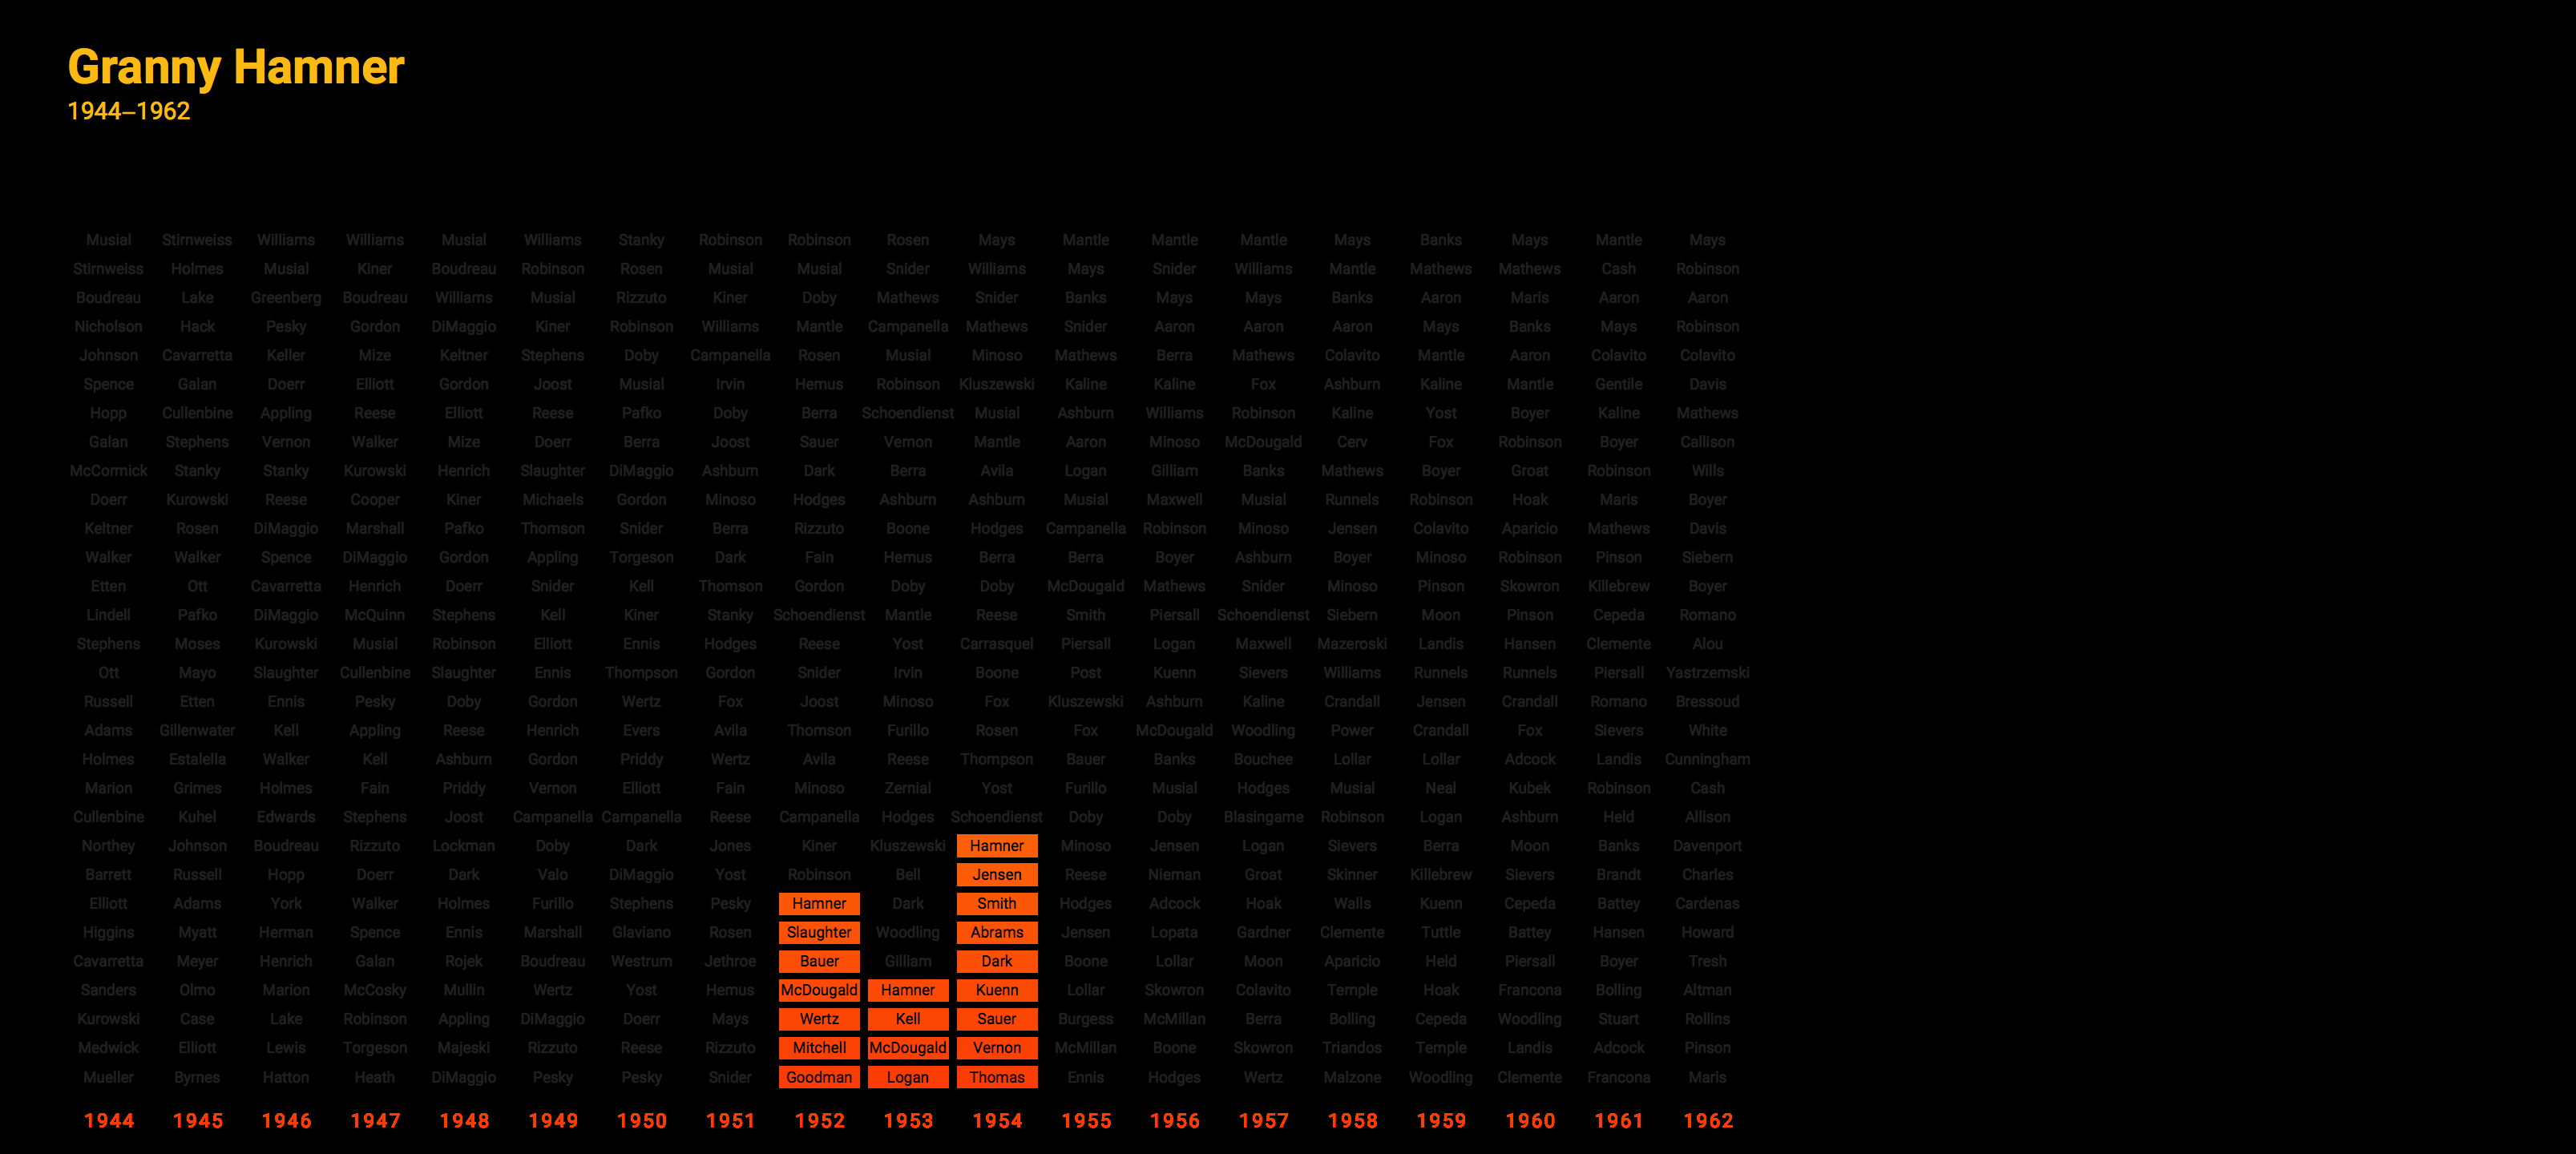 Granny Hamner
1944–1962
Musial Stirnweiss Williams Williams Musial Williams Stanky Robinson Robinson Rosen Mays Mantle Mantle Mantle Mays Banks Mays Mantle Mays
Stirnweiss Holmes Musial Kiner Boudreau Robinson Rosen Musial Musial Snider Williams Mays Snider Williams Mantle Mathews Mathews Cash Robinson
Boudreau Lake Greenberg Boudreau Williams Musial Rizzuto Kiner Doby Mathews Snider Banks Mays Mays Banks Aaron Maris Aaron Aaron
Nicholson Hack Pesky Gordon DiMaggio Kiner Robinson Williams Mantle Campanella Mathews Snider Aaron Aaron Aaron Mays Banks Mays Robinson
Johnson Cavarretta Keller Mize Keltner Stephens Doby Campanella Rosen Musial Minoso Mathews Berra Mathews Colavito Mantle Aaron Colavito Colavito
Spence Galan Doerr Elliott Gordon Joost Musial Irvin Hemus Robinson Kluszewski Kaline Kaline Fox Ashburn Kaline Mantle Gentile Davis
Hopp Cullenbine Appling Reese Elliott Reese Pafko Doby Berra Schoendienst Musial Ashburn Williams Robinson Kaline Yost Boyer Kaline Mathews
Galan Stephens Vernon Walker Mize Doerr Berra Joost Sauer Vernon Mantle Aaron Minoso McDougald Cerv Fox Robinson Boyer Callison
McCormick Stanky Stanky Kurowski Henrich Slaughter DiMaggio Ashburn Dark Berra Avila Logan Gilliam Banks Mathews Boyer Groat Robinson Wills
Doerr Kurowski Reese Cooper Kiner Michaels Gordon Minoso Hodges Ashburn Ashburn Musial Maxwell Musial Runnels Robinson Hoak Maris Boyer
Keltner Rosen DiMaggio Marshall Pafko Thomson Snider Berra Rizzuto Boone Hodges Campanella Robinson Minoso Jensen Colavito Aparicio Mathews Davis
Walker Walker Spence DiMaggio Gordon Appling Torgeson Dark Fain Hemus Berra Berra Boyer Ashburn Boyer Minoso Robinson Pinson Siebern
Etten Ott Cavarretta Henrich Doerr Snider Kell Thomson Gordon Doby Doby McDougald Mathews Snider Minoso Pinson Skowron Killebrew Boyer
Lindell Pafko DiMaggio McQuinn Stephens Kell Kiner Stanky Schoendienst Mantle Reese Smith Piersall Schoendienst Siebern Moon Pinson Cepeda Romano
Stephens Moses Kurowski Musial Robinson Elliott Ennis Hodges Reese Yost Carrasquel Piersall Logan Maxwell Mazeroski Landis Hansen Clemente Alou
Ott Mayo Slaughter Cullenbine Slaughter Ennis Thompson Gordon Snider Irvin Boone Post Kuenn Sievers Williams Runnels Runnels Piersall Yastrzemski
Russell Etten Ennis Pesky Doby Gordon Wertz Fox Joost Minoso Fox Kluszewski Ashburn Kaline Crandall Jensen Crandall Romano Bressoud
Adams Gillenwater Kell Appling Reese Henrich Evers Avila Thomson Furillo Rosen Fox McDougald Woodling Power Crandall Fox Sievers White
Holmes Estalella Walker Kell Ashburn Gordon Priddy Wertz Avila Reese Thompson Bauer Banks Bouchee Lollar Lollar Adcock Landis Cunningham
Marion Grimes Holmes Fain Priddy Vernon Elliott Fain Minoso Zernial Yost Furillo Musial Hodges Musial Neal Kubek Robinson Cash
Cullenbine Kuhel Edwards Stephens Joost Campanella Campanella Reese Campanella Hodges Schoendienst Doby Doby Blasingame Robinson Logan Ashburn Held Allison
Northey Johnson Boudreau Rizzuto Lockman Doby Dark Jones Kiner Kluszewski Hamner Minoso Jensen Logan Sievers Berra Moon Banks Davenport
Barrett Russell Hopp Doerr Dark Valo DiMaggio Yost Robinson Bell Jensen Reese Nieman Groat Skinner Killebrew Sievers Brandt Charles
Elliott Adams York Walker Holmes Furillo Stephens Pesky Hamner Dark Smith Hodges Adcock Hoak Walls Kuenn Cepeda Battey Cardenas
Higgins Myatt Herman Spence Ennis Marshall Glaviano Rosen Slaughter Woodling Abrams Jensen Lopata Gardner Clemente Tuttle Battey Hansen Howard
Cavarretta Meyer Henrich Galan Rojek Boudreau Westrum Jethroe Bauer Gilliam Dark Boone Lollar Moon Aparicio Held Piersall Boyer Tresh
Sanders Olmo Marion McCosky Mullin Wertz Yost Hemus McDougald Hamner Kuenn Lollar Skowron Colavito Temple Hoak Francona Bolling Altman
Kurowski Case Lake Robinson Appling DiMaggio Doerr Mays Wertz Kell Sauer Burgess McMillan Berra Bolling Cepeda Woodling Stuart Rollins
Medwick Elliott Lewis Torgeson Majeski Rizzuto Reese Rizzuto Mitchell McDougald Vernon McMillan Boone Skowron Triandos Temple Landis Adcock Pinson
Mueller Byrnes Hatton Heath DiMaggio Pesky Pesky Snider Goodman Logan Thomas Ennis Hodges Wertz Malzone Woodling Clemente Francona Maris
1944 1945 1946 1947 1948 1949 1950 1951 1952 1953 1954 1955 1956 1957 1958 1959 1960 1961 1962